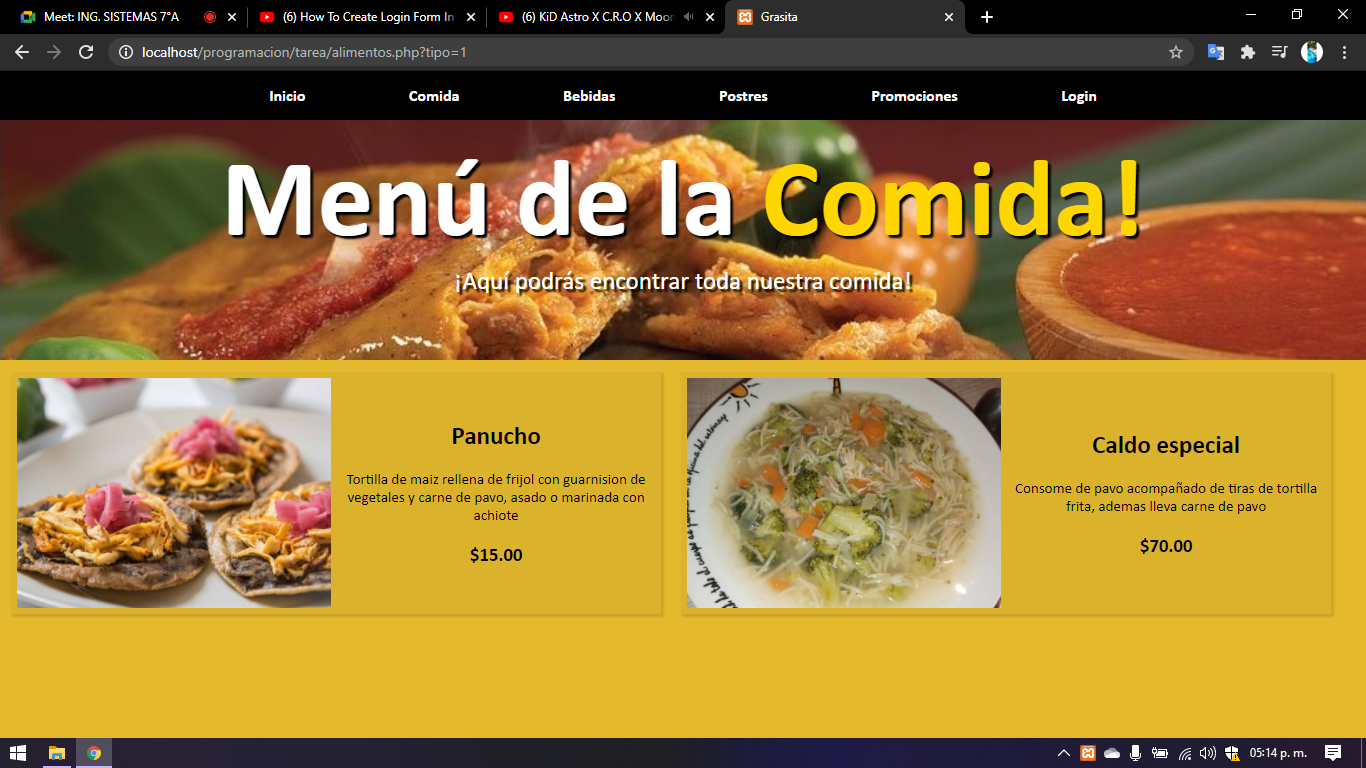 Meet: ING. SISTEMAS 7°A
(6) How To Create Login Form In
(6) KiD Astro X C.R.O X Moon
Grasita
localhost/programacion/tarea/alimentos.php?tipo=1
Inicio
Comida
Bebidas
Postres
Promociones
Login
Menú de la Comida!
¡Aquí podrás encontrar toda nuestra comida!
Panucho
Tortilla de maiz rellena de frijol con guarnision de
vegetales y carne de pavo, asado o marinada con
achiote
$15.00
Caldo especial
Consome de pavo acompañado de tiras de tortilla
frita, ademas lleva carne de pavo
$70.00
05:14 p. m.